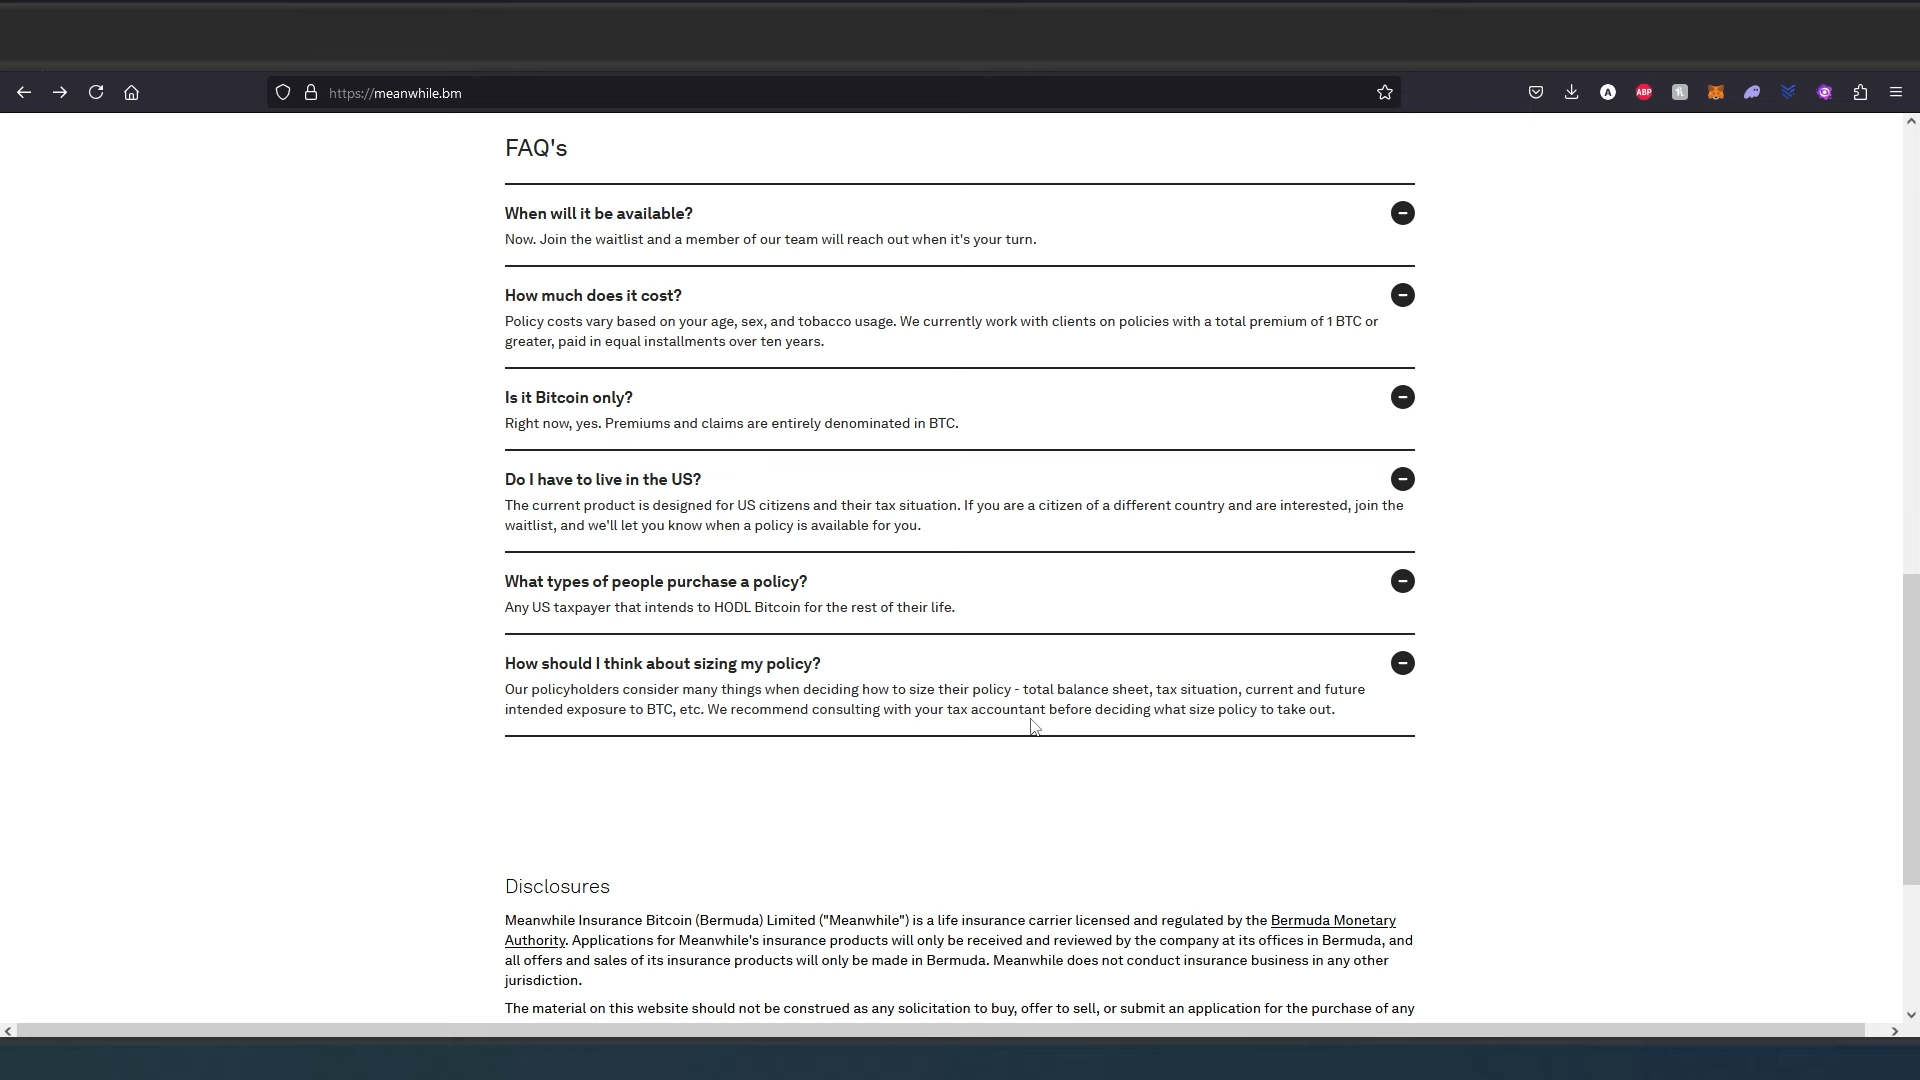 https://meanwhile.bm
A
ABP
FAQ's
When will it be available?
Now. Join the waitlist and a member of our team will reach out when it's your turn.
How much does it cost?
Policy costs vary based on your age, sex, and tobacco usage. We currently work with clients on policies with a total premium of 1 BTC or
greater, paid in equal installments over ten years.
Is it Bitcoin only?
Right now, yes. Premiums and claims are entirely denominated in BTC.
Do I have to live in the US?
The current product is designed for US citizens and their tax situation. If you are a citizen of a different country and are interested, join the
waitlist, and we'll let you know when a policy is available for you.
What types of people purchase a policy?
Any US taxpayer that intends to HODL Bitcoin for the rest of their life.
How should I think about sizing my policy?
Our policyholders consider many things when deciding how to size their policy - total balance sheet, tax situation, current and future
intended exposure to BTC, etc. We recommend consulting with your tax accountant before deciding what size policy to take out.
Disclosures
Meanwhile Insurance Bitcoin (Bermuda) Limited ("Meanwhile") is a life insurance carrier licensed and regulated by the Bermuda Monetary
Authority. Applications for Meanwhile's insurance products will only be received and reviewed by the company at its offices in Bermuda, and
all offers and sales of its insurance products will only be made in Bermuda. Meanwhile does not conduct insurance business in any other
jurisdiction.
The material on this website should not be construed as any solicitation to buy, offer to sell, or submit an application for the purchase of any